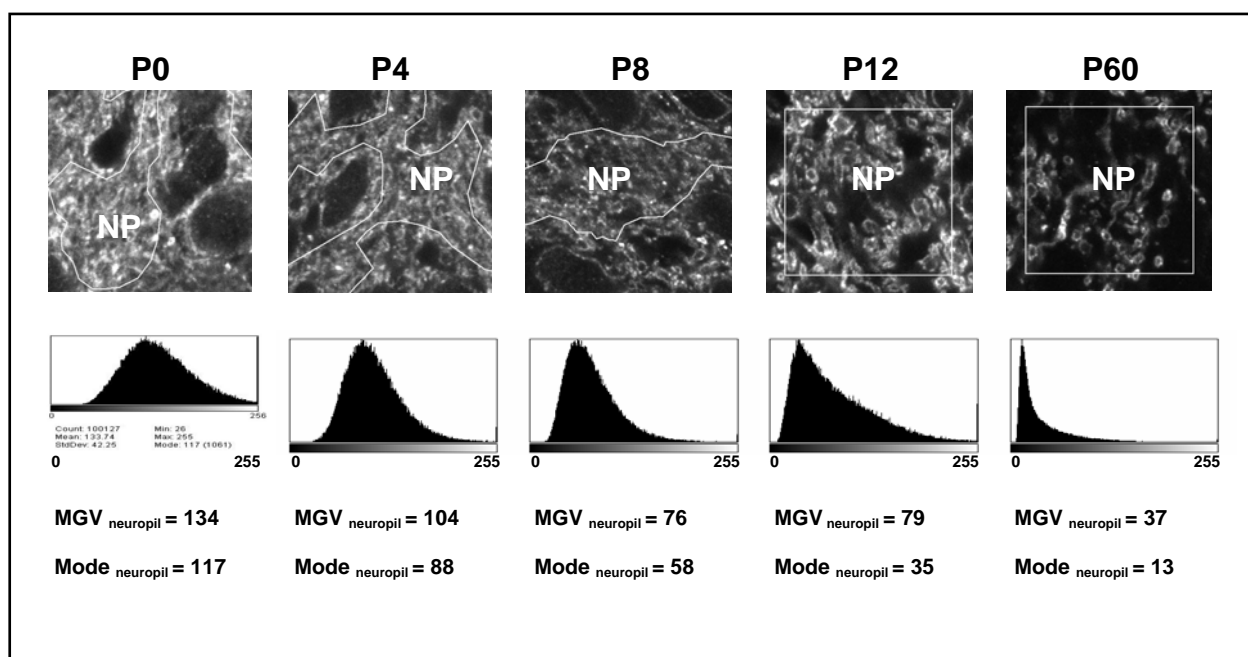 P0 P4 P8 P12 P60
NP NP NP NP NP
0 256
Count: 100127 Min: 26
Mean: 133.74 Max: 255
StdDev: 42.25 Mode: 117 (1061)
0 255 0 255 0 255 0 255 0 255
MGV neuropil = 134 MGV neuropil = 104 MGV neuropil = 76 MGV neuropil = 79 MGV neuropil = 37
Mode neuropil = 117 Mode neuropil = 88 Mode neuropil = 58 Mode neuropil = 35 Mode neuropil = 13